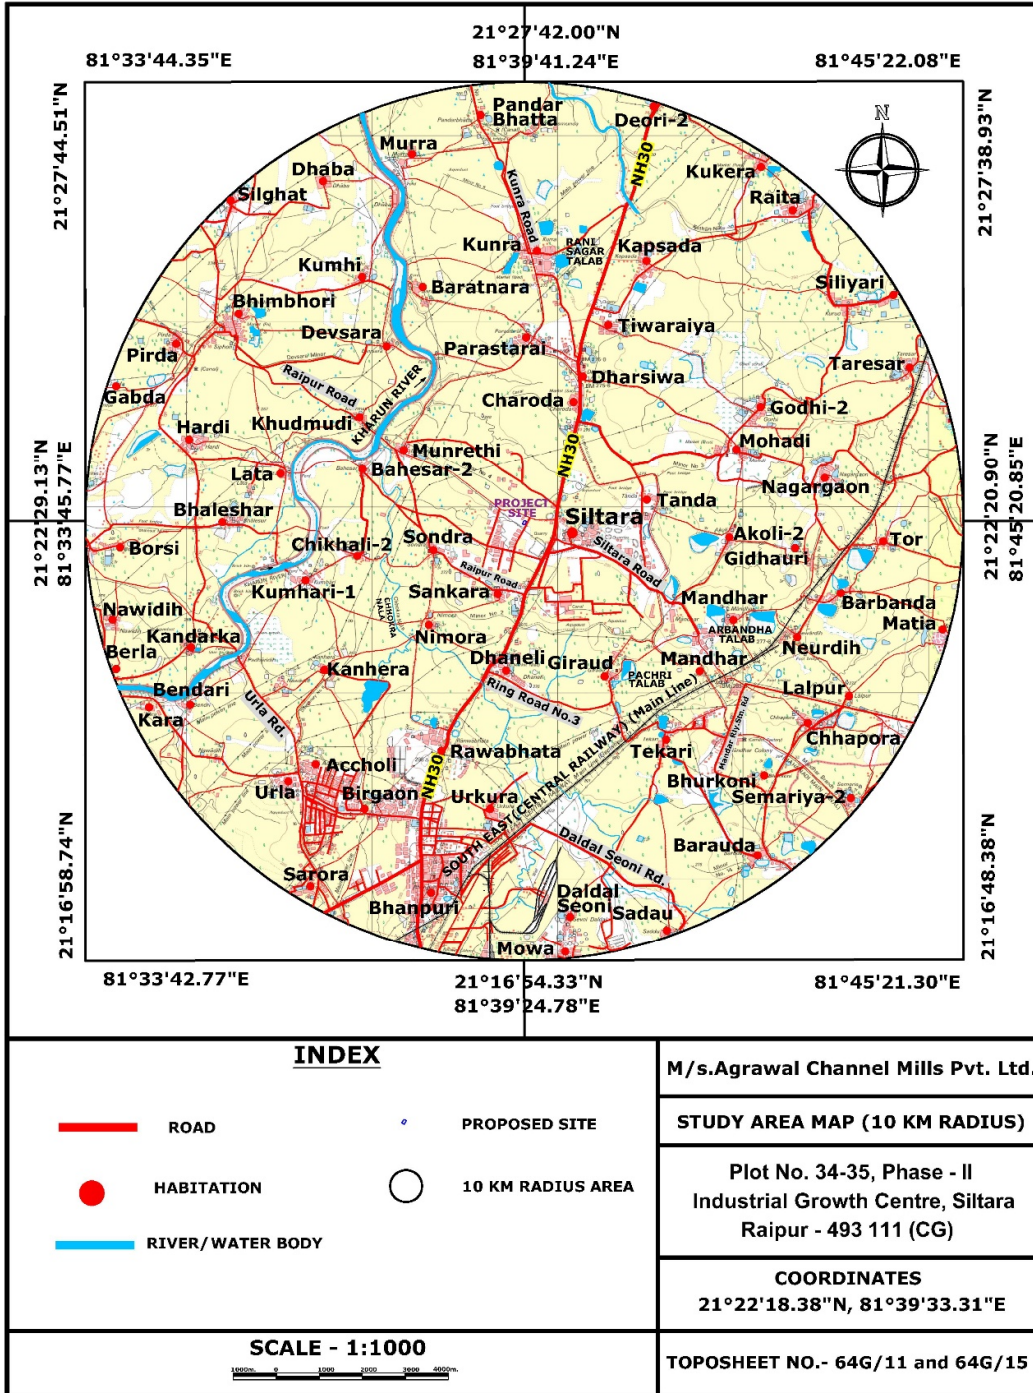 21°27'42.00"N
81°33'44.35"E
81°39'41.24"E
81°45'22.08"E
21°27'44.51"N
21°27'38.93"N
N
Pandar
Bhatta
Deori-2
Murra
Dhaba
Kukera
Silghat
NH30
Raita
Kunra Road
Kunra
RANI
SAGAR
TALAB
Kapsada
Kumhi
Baratnara
Siliyari
Bhimbhori
Devsara
Tiwaraiya
Pirda
Parastarai
Taresar
Raipur Road
KHARUN RIVER
Dharsiwa
Gabda
Charoda
Godhi-2
Khudmudi
Hardi
Munrethi
NH30
Mohadi
Lata
Bahesar-2
Nagargaon
21°22'29.13"N
81°33'45.77"E
21°22'20.90"N
81°45'20.85"E
PROJECT
SITE
Tanda
Bhaleshar
Siltara
Akoli-2
Borsi
Chikhali-2
Sondra
Siltara Road
Gidhauri
Tor
Raipur Road
Kumhari-1
Sankara
Mandhar
Barbanda
CHHOKRA
NALA
Nawidih
ARBANDHA
TALAB
Matia
Kandarka
Nimora
Neurdih
Berla
Kanhera
Dhaneli
Giraud
Mandhar
PACHRI
TALAB
Bendari
Ring Road No.3
Lalpur
Kara
Urla Rd.
Mandar Rly.Stn. Rd
Chhapora
Rawabhata
Tekari
Accholi
NH30
Bhurkoni
Urla
Birgaon
Urkura
SOUTH EAST(CENTRAL RAILWAY) (Main Line)
Semariya-2
Daldal Seoni Rd.
Barauda
Sarora
Bhanpuri
Daldal
Seoni
Sadau
Mowa
21°16'58.74"N
21°16'48.38"N
81°33'42.77"E
21°16'54.33"N
81°39'24.78"E
81°45'21.30"E
INDEX
ROAD
PROPOSED SITE
HABITATION
10 KM RADIUS AREA
RIVER/WATER BODY
SCALE - 1:1000
1000m. 0 1000 2000 3000 4000m.
M/s.Agrawal Channel Mills Pvt. Ltd.
STUDY AREA MAP (10 KM RADIUS)
Plot No. 34-35, Phase - II
Industrial Growth Centre, Siltara
Raipur - 493 111 (CG)
COORDINATES
21°22'18.38"N, 81°39'33.31"E
TOPOSHEET NO.- 64G/11 and 64G/15